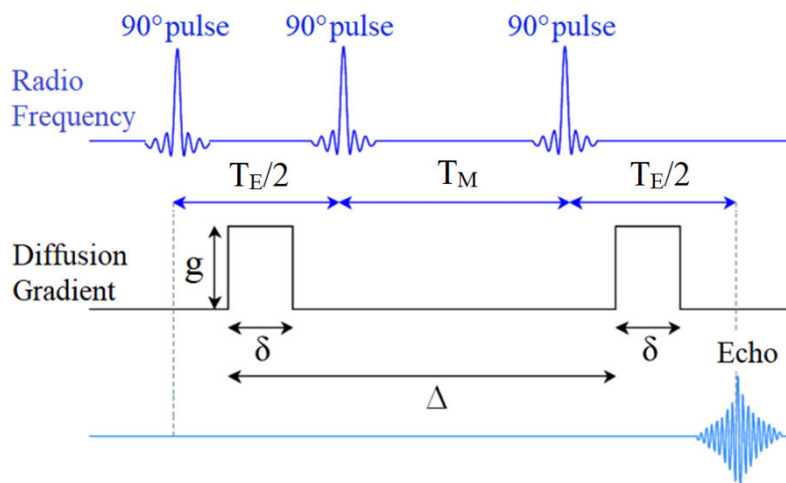 90° pulse 90° pulse 90° pulse
Radio
Frequency
T_E/2 T_M T_E/2
Diffusion
Gradient
g
δ δ
Echo
Δ